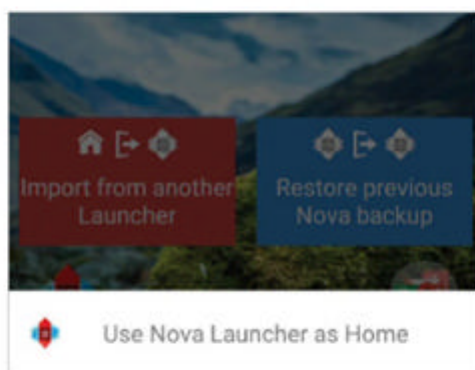 Import from another
Launcher
Restore previous
Nova backup
Use Nova Launcher as Home